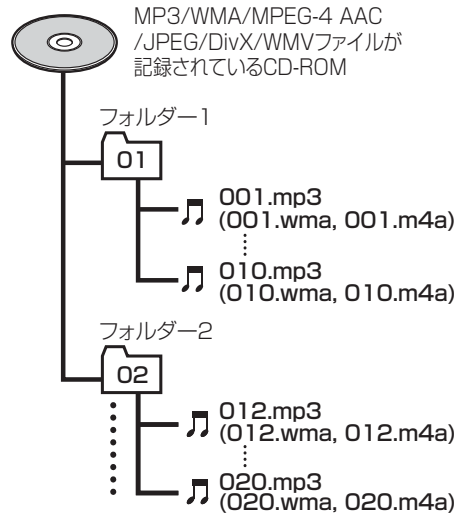 MP3/WMA/MPEG-4 AAC
/JPEG/DivX/WMVファイルが
記録されているCD-ROM
フォルダー1
01
001.mp3
(001.wma, 001.m4a)
010.mp3
(010.wma, 010.m4a)
フォルダー2
02
012.mp3
(012.wma, 012.m4a)
020.mp3
(020.wma, 020.m4a)